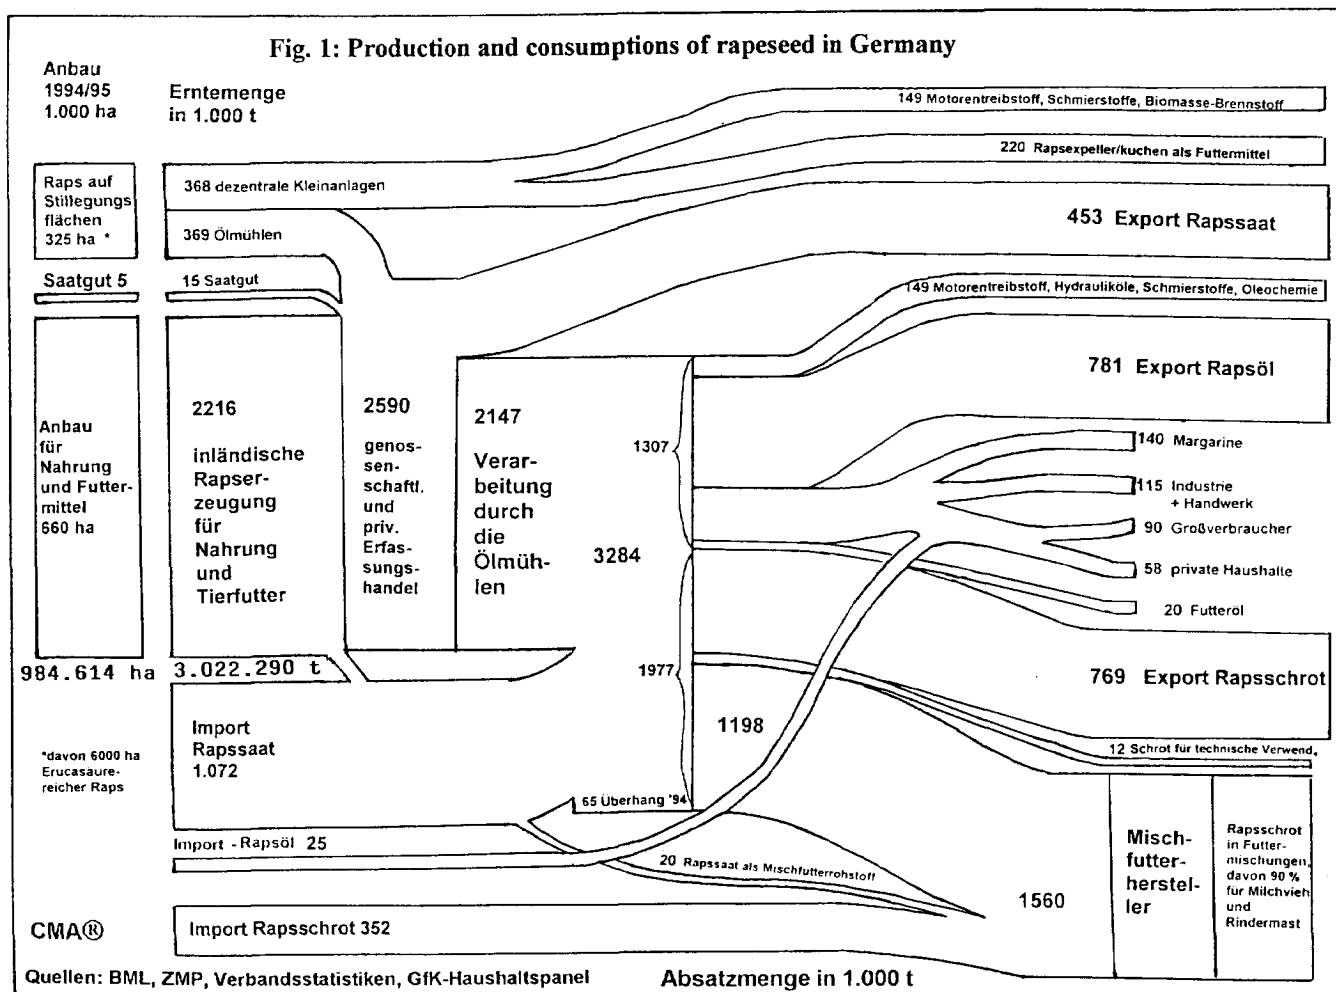 Fig. 1: Production and consumptions of rapeseed in Germany
Anbau
1994/95
1.000 ha
Erntemenge
in 1.000 t
149 Motorentreibstoff, Schmierstoffe, Biomasse-Brennstoff
220 Rapsexpeller/kuchen als Futtermittel
Raps auf
Stillegungs
flächen
325 ha *
368 dezentrale Kleinanlagen
369 Ölmühlen
453 Export Rapssaat
Saatgut 5
15 Saatgut
149 Motorentreibstoff, Hydrauliköle, Schmierstoffe, Oleochemie
781 Export Rapsöl
Anbau
für
Nahrung
und Futter-
mittel
660 ha
2216
inländische
Rapser-
zeugung
für
Nahrung
und
Tierfutter
2590
genos-
sen-
schaftl.
und
priv.
Erfas-
sungs-
handel
2147
Verar-
beitung
durch
die
Ölmüh-
len
1307
3284
1977
140 Margarine
115 Industrie
+ Handwerk
90 Großverbraucher
58 private Haushalte
20 Futteröl
984.614 ha
3.022.290 t
769 Export Rapsschrot
1198
12 Schrot für technische Verwend.
Import
Rapssaat
1.072
*davon 6000 ha
Erucasaure-
reicher Raps
65 Überhang '94
Import - Rapsöl 25
20 Rapssaat als Mischfutterrohstoff
1560
Misch-
futter-
herstel-
ler
Rapsschrot
in Futter-
mischungen,
davon 90 %
für Milchvieh
und
Rindermast
CMA®
Import Rapsschrot 352
Quellen: BML, ZMP, Verbandsstatistiken, GfK-Haushaltspanel
Absatzmenge in 1.000 t